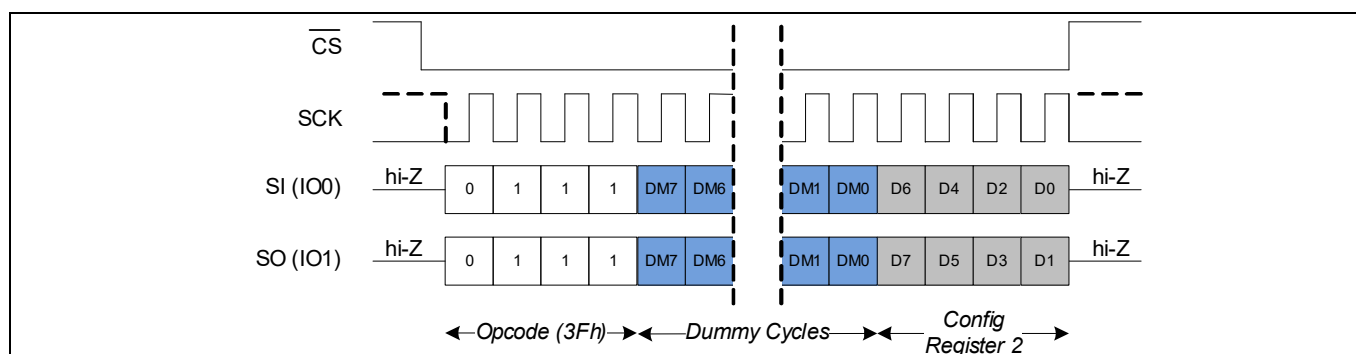 CS
SCK
SI (IO0) hi-Z 0 1 1 1 DM7 DM6 DM1 DM0 D6 D4 D2 D0 hi-Z
SO (IO1) hi-Z 0 1 1 1 DM7 DM6 DM1 DM0 D7 D5 D3 D1 hi-Z
Opcode (3Fh) Dummy Cycles Config
Register 2